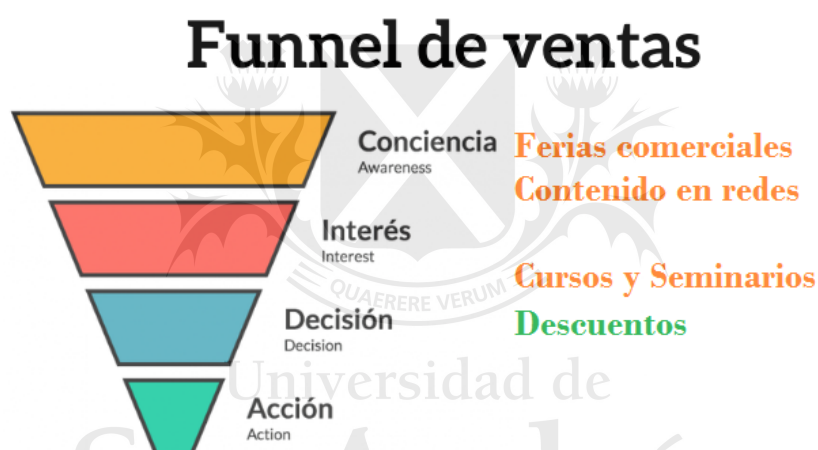 Funnel de ventas
Conciencia
Awareness
Ferias comerciales
Contenido en redes
Interés
Interest
Cursos y Seminarios
QUAERERE VERUM
Decisión
Decision
Descuentos
Universidad de
Acción
Action